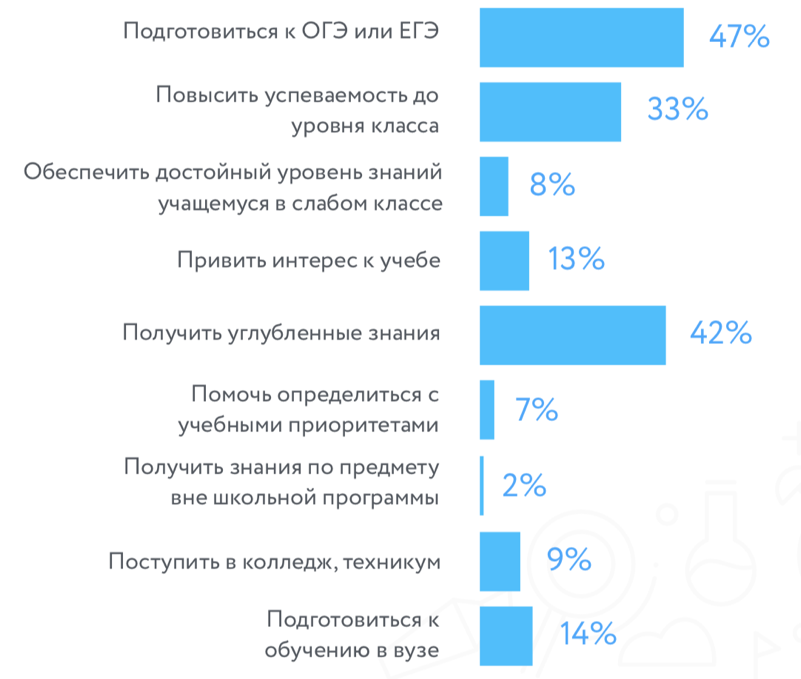 Подготовиться к ОГЭ или ЕГЭ
47%
Повысить успеваемость до
уровня класса
33%
Обеспечить достойный уровень знаний
учащемуся в слабом классе
8%
Привить интерес к учебе
13%
Получить углубленные знания
42%
Помочь определиться с
учебными приоритетами
7%
Получить знания по предмету
вне школьной программы
2%
Поступить в колледж, техникум
9%
Подготовиться к
обучению в вузе
14%